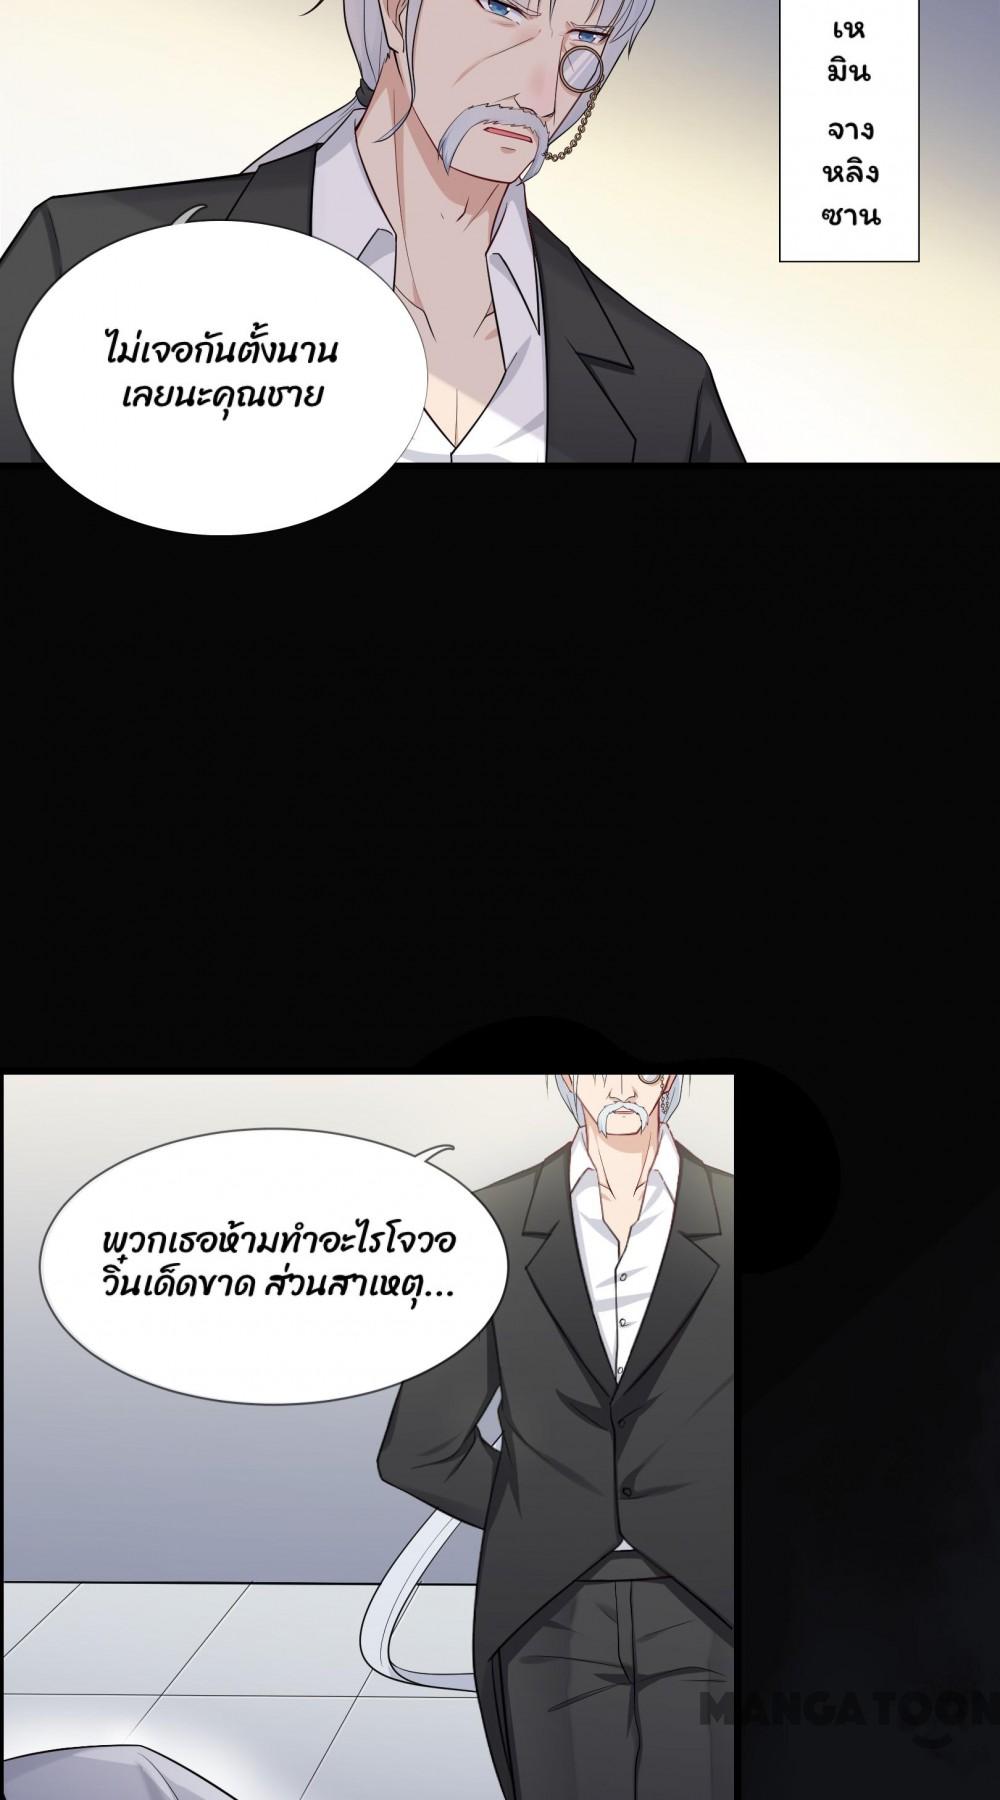 เห
มิน
จาง
หลิง
ซาน
ไม่เจอกันตั้งนาน
เลยนะคุณชาย
พวกเธอห้ามทำอะไรโจวอ
วิ๋นเด็ดขาด ส่วนสาเหตุ...
MANGATOON